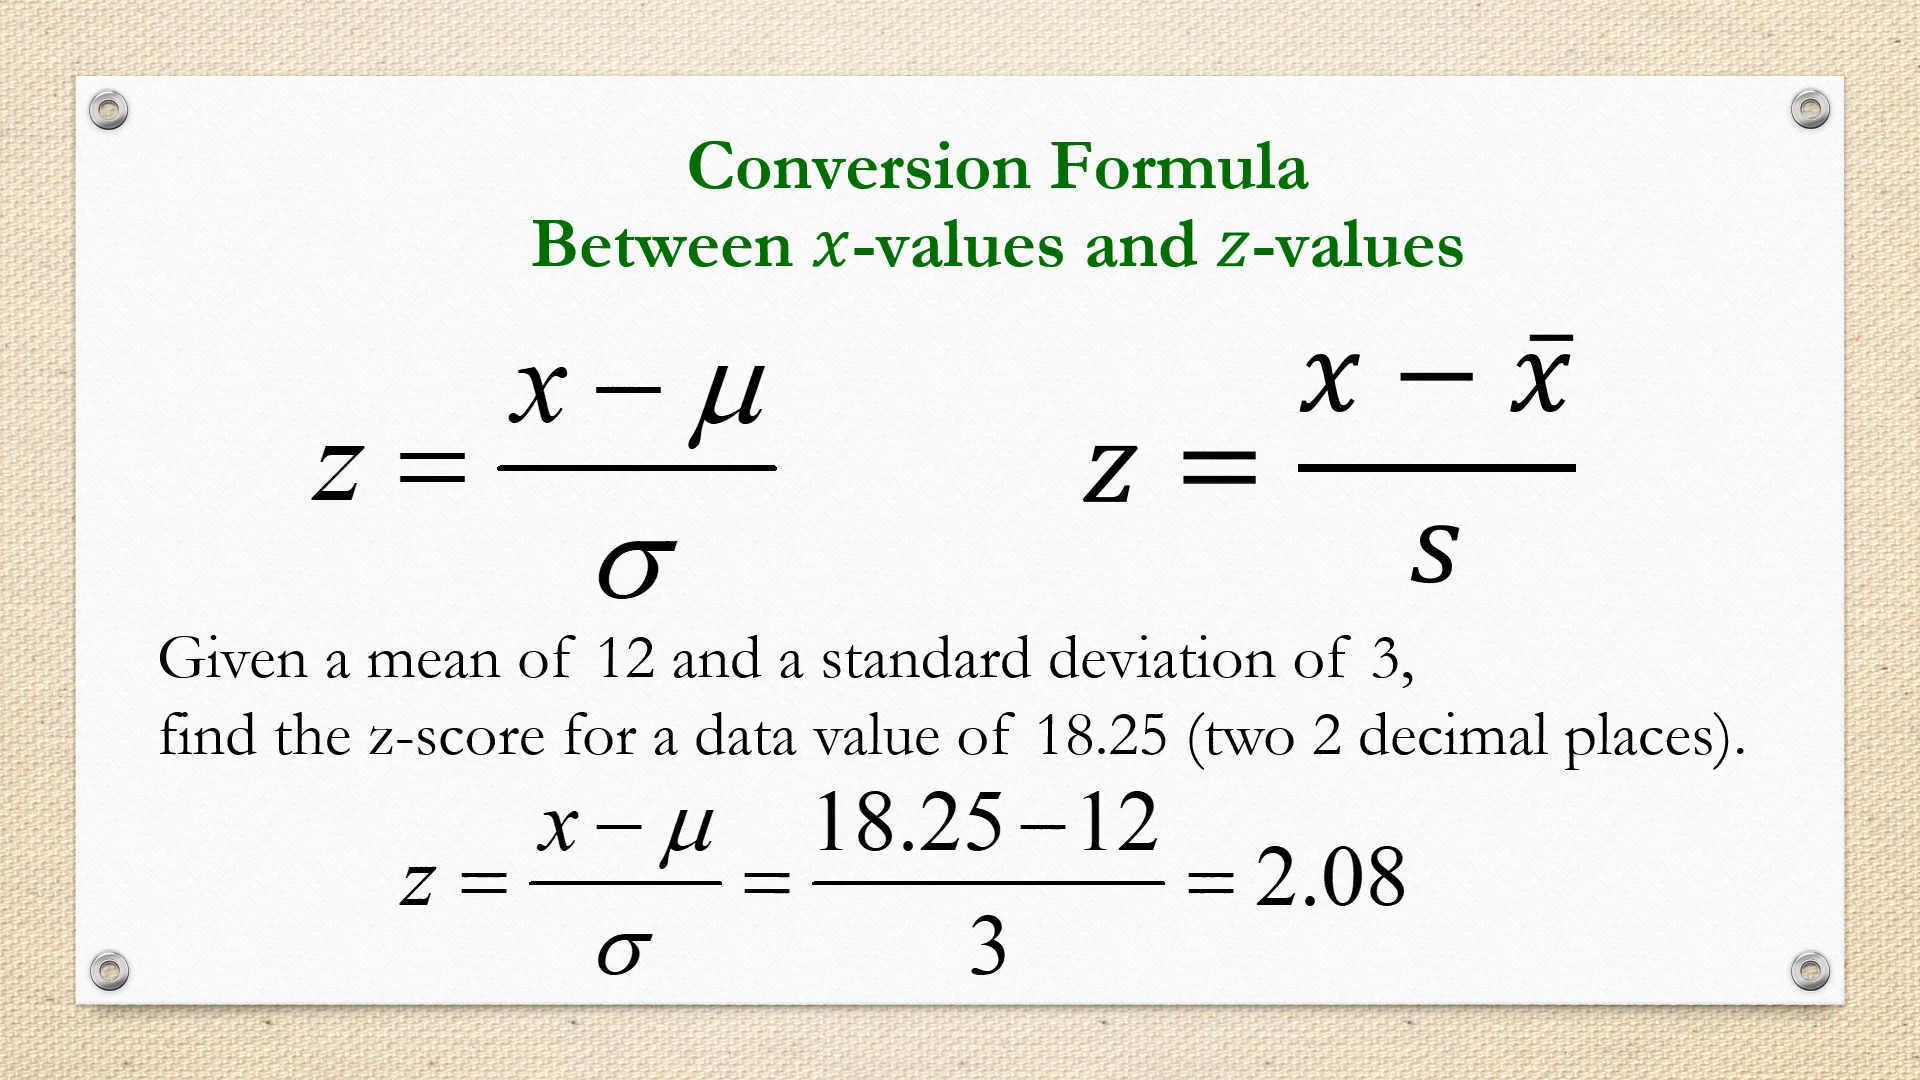 Conversion Formula
Between x-values and z-values
z = (x − μ) / σ
z = (x − x̄) / s
Given a mean of 12 and a standard deviation of 3,
find the z-score for a data value of 18.25 (two 2 decimal places).
z = (x − μ) / σ = (18.25 − 12) / 3 = 2.08